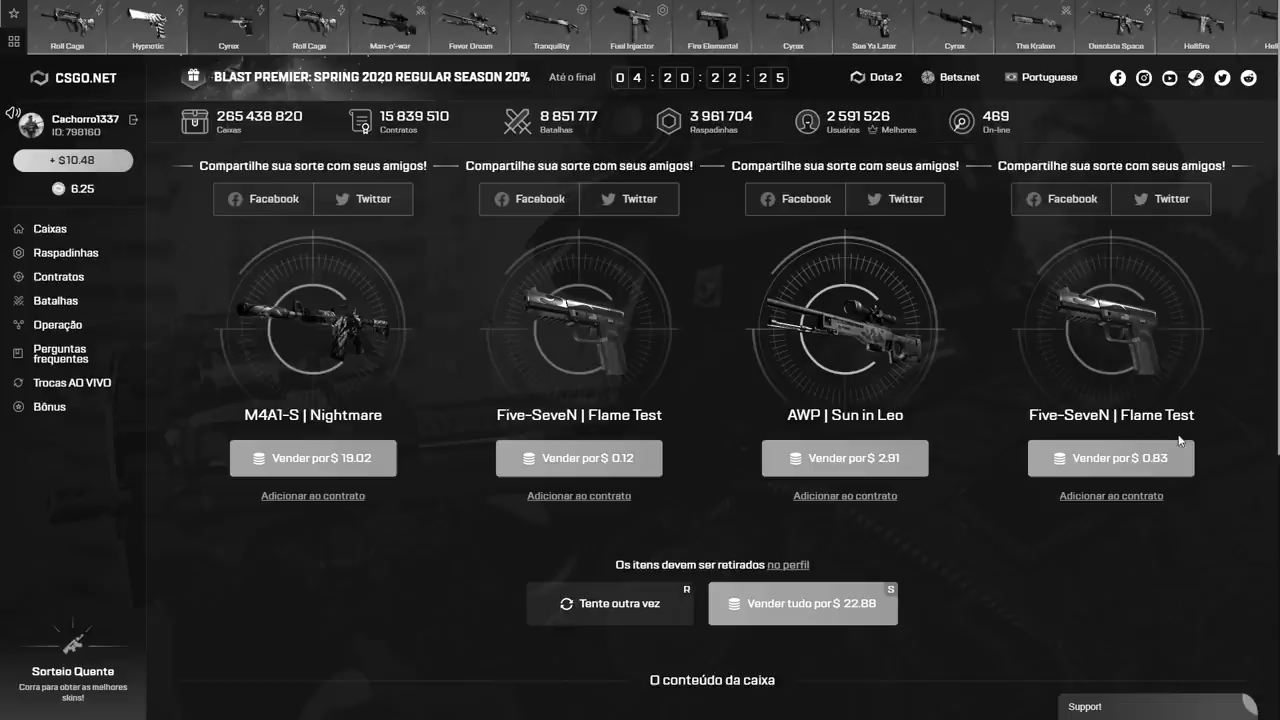 Roll Cage
Hypnotic
Cyrex
Roll Cage
Man-o'-war
Fever Dream
Tranquility
Fuel Injector
Fire Elemental
Cyrex
See Ya Later
Cyrex
The Kraken
Desolate Space
Hellfire
Hell
CSGO.NET
BLAST PREMIER: SPRING 2020 REGULAR SEASON 20%
Até o final
04:20:22:25
Dota 2
Bets.net
Portuguese
Cachorro1337
ID: 798160
+ $10.48
6.25
265 438 820
Caixas
15 839 510
Contratos
8 851 717
Batalhas
3 961 704
Raspadinhas
2 591 526
Usuários Melhores
469
On-line
Caixas
Raspadinhas
Contratos
Batalhas
Operação
Perguntas
frequentes
Trocas AO VIVO
Bônus
Sorteio Quente
Corra para obter as melhores
skins!
Compartilhe sua sorte com seus amigos!
Facebook Twitter
M4A1-S | Nightmare
Vender por $ 19.02
Adicionar ao contrato
Compartilhe sua sorte com seus amigos!
Facebook Twitter
Five-SeveN | Flame Test
Vender por $ 0.12
Adicionar ao contrato
Compartilhe sua sorte com seus amigos!
Facebook Twitter
AWP | Sun in Leo
Vender por $ 2.91
Adicionar ao contrato
Compartilhe sua sorte com seus amigos!
Facebook Twitter
Five-SeveN | Flame Test
Vender por $ 0.83
Adicionar ao contrato
Os itens devem ser retirados no perfil
Tente outra vez R
Vender tudo por $ 22.88 S
O conteúdo da caixa
Support